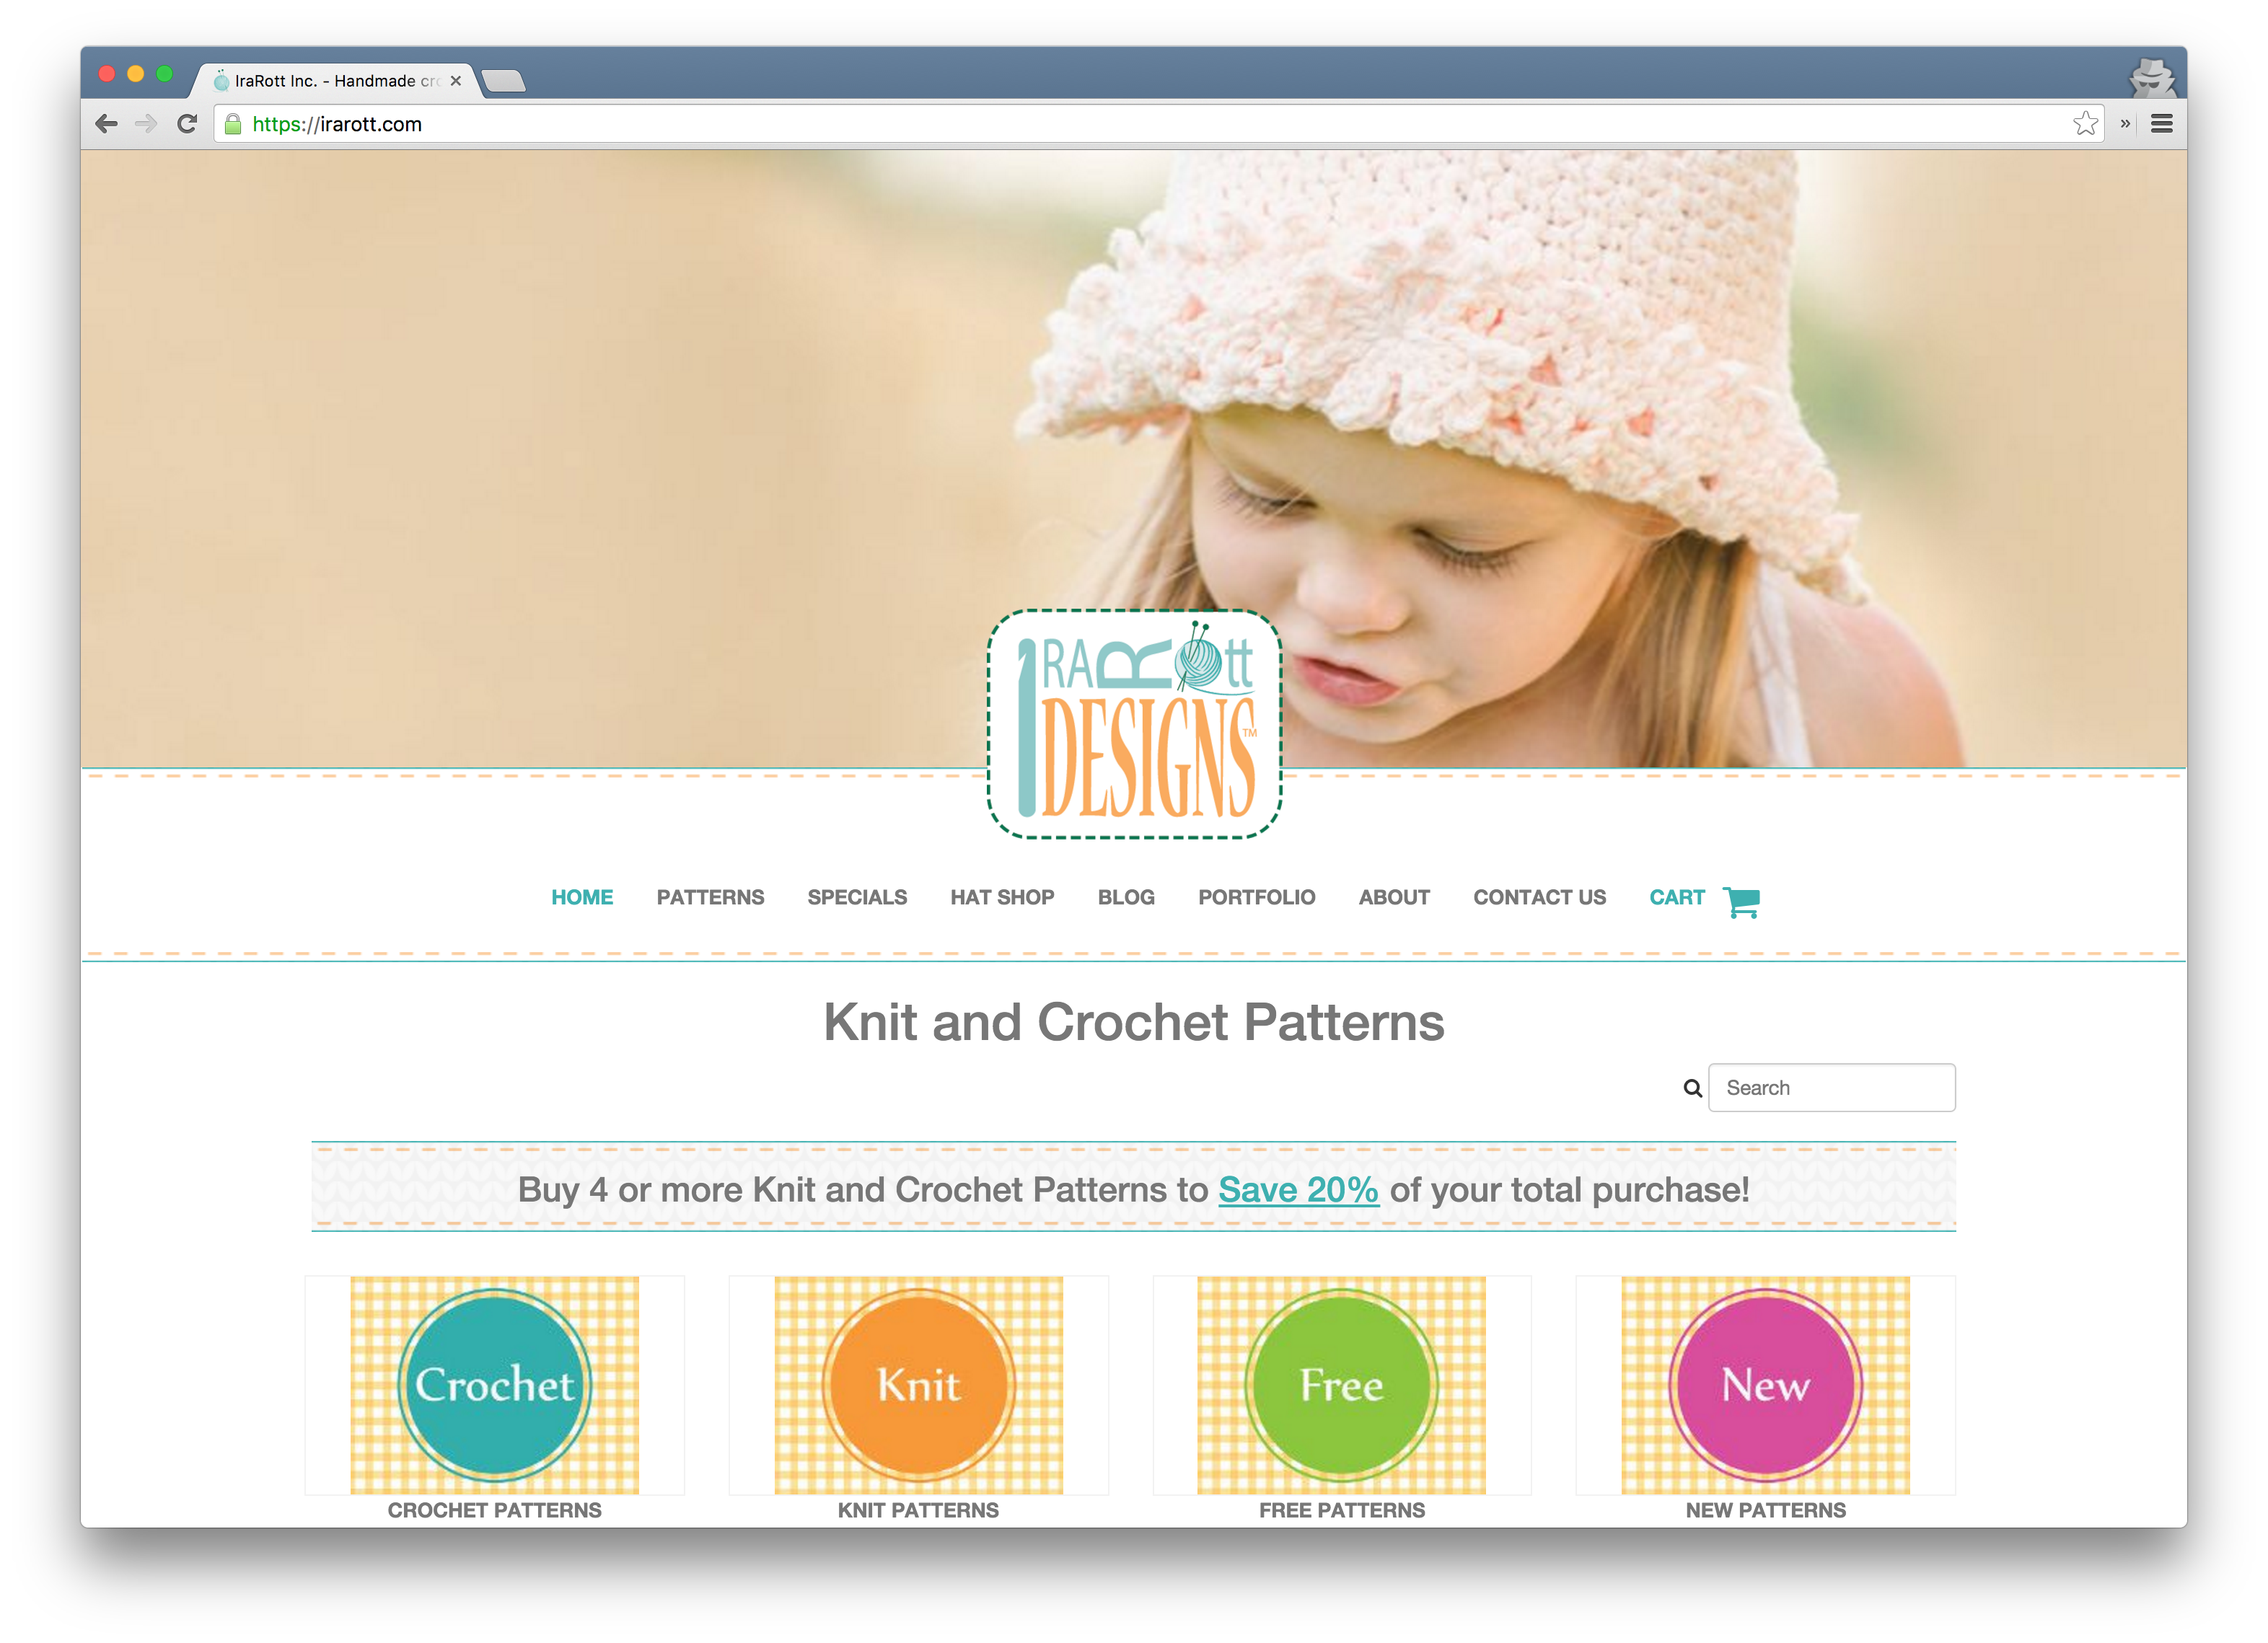 IraRott Inc. - Handmade cro
https://irarott.com
IRARott
DESIGNS™
HOME PATTERNS SPECIALS HAT SHOP BLOG PORTFOLIO ABOUT CONTACT US CART
Knit and Crochet Patterns
Search
Buy 4 or more Knit and Crochet Patterns to Save 20% of your total purchase!
Crochet Knit Free New
CROCHET PATTERNS KNIT PATTERNS FREE PATTERNS NEW PATTERNS